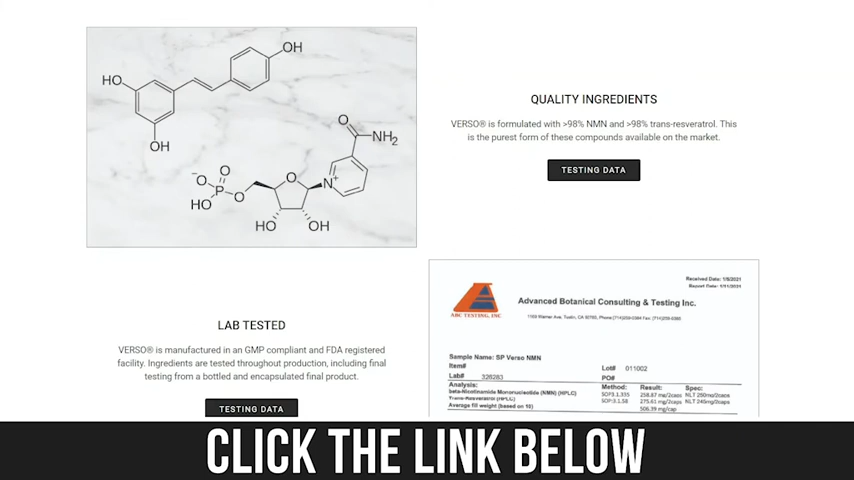 HO
OH
OH
O
NH2
N+
-O
O
P
HO
O
O
HO
OH
QUALITY INGREDIENTS
VERSO® is formulated with >98% NMN and >98% trans-resveratrol. This
is the purest form of these compounds available on the market.
TESTING DATA
LAB TESTED
VERSO® is manufactured in an GMP compliant and FDA registered
facility. Ingredients are tested throughout production, including final
testing from a bottled and encapsulated final product.
TESTING DATA
Received Date: 1/6/2021
Report Date: 1/11/2021
ABC TESTING, INC
Advanced Botanical Consulting & Testing Inc.
Sample Name: SP Verso NMN
Item#
Lot# 011002
Lab# 328283
PO#
Analysis: Method: Result: Spec:
beta-Nicotinamide Mononucleotide (NMN) (HPLC)
Trans-Resveratrol (HPLC)
Average fill weight (based on 10) 506.39 mg/cap
CLICK THE LINK BELOW